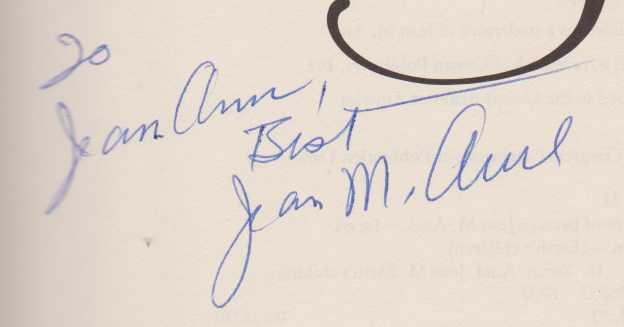 To
Jean Ann,
Best
Jean M. Auel